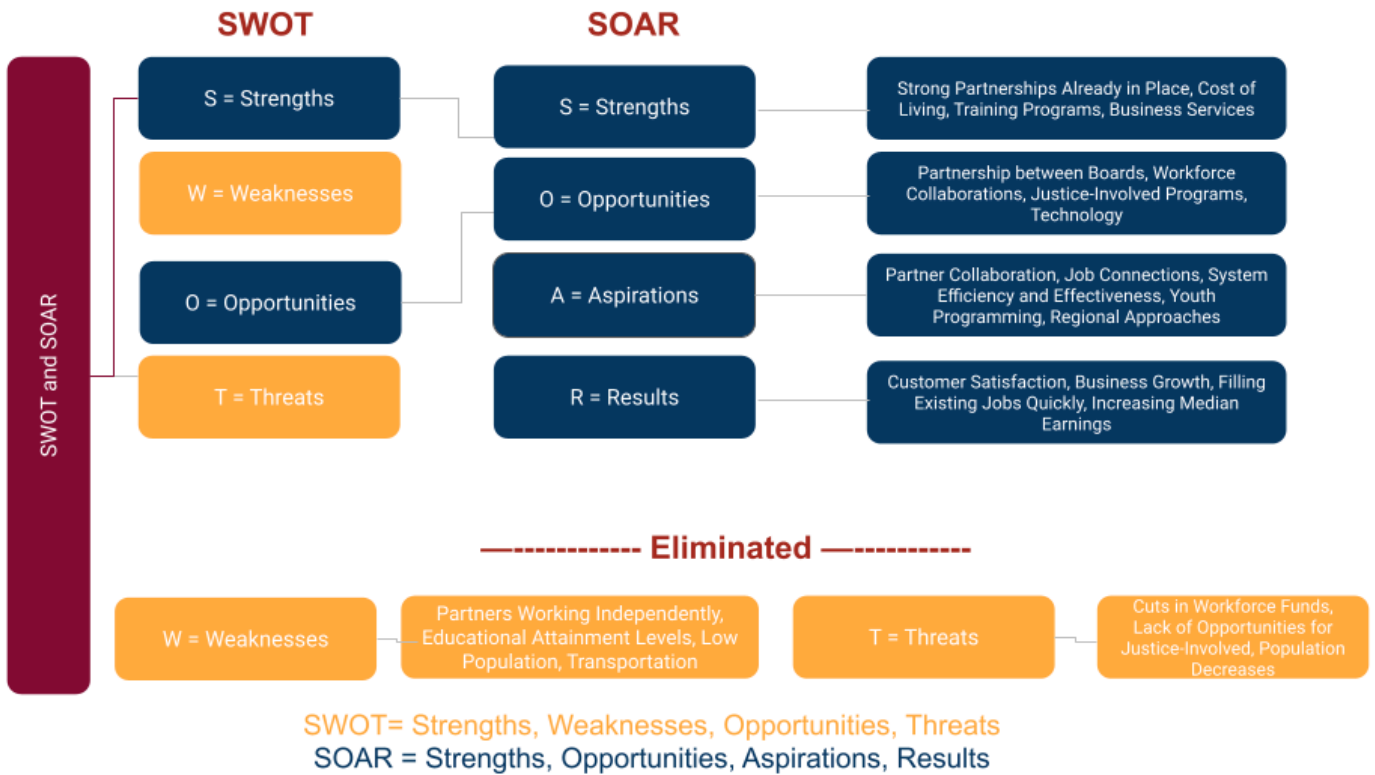 SWOT
SOAR
SWOT and SOAR
S = Strengths
W = Weaknesses
O = Opportunities
T = Threats
S = Strengths
O = Opportunities
A = Aspirations
R = Results
Strong Partnerships Already in Place, Cost of
Living, Training Programs, Business Services
Partnership between Boards, Workforce
Collaborations, Justice-Involved Programs,
Technology
Partner Collaboration, Job Connections, System
Efficiency and Effectiveness, Youth
Programming, Regional Approaches
Customer Satisfaction, Business Growth, Filling
Existing Jobs Quickly, Increasing Median
Earnings
—------------ Eliminated —-----------
W = Weaknesses
Partners Working Independently,
Educational Attainment Levels, Low
Population, Transportation
T = Threats
Cuts in Workforce Funds,
Lack of Opportunities for
Justice-Involved, Population
Decreases
SWOT= Strengths, Weaknesses, Opportunities, Threats
SOAR = Strengths, Opportunities, Aspirations, Results